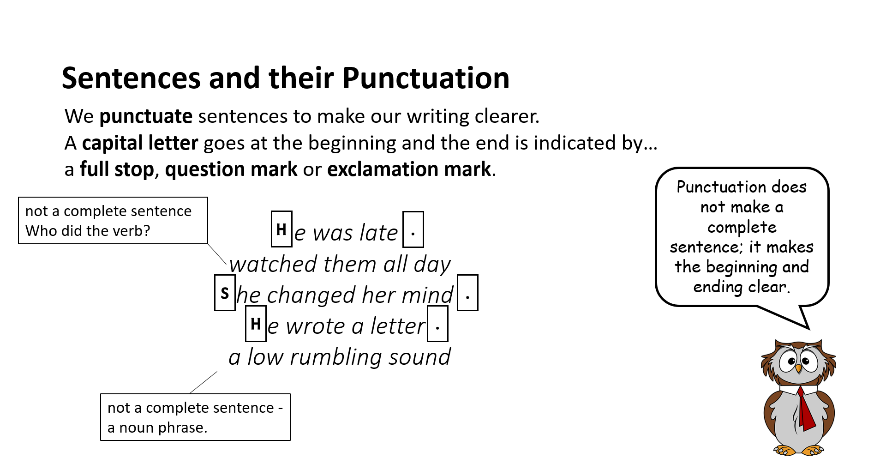 Sentences and their Punctuation
We punctuate sentences to make our writing clearer.
A capital letter goes at the beginning and the end is indicated by…
a full stop, question mark or exclamation mark.
not a complete sentence
Who did the verb?
He was late.
watched them all day
She changed her mind.
He wrote a letter.
a low rumbling sound
not a complete sentence -
a noun phrase.
Punctuation does
not make a
complete
sentence; it makes
the beginning and
ending clear.